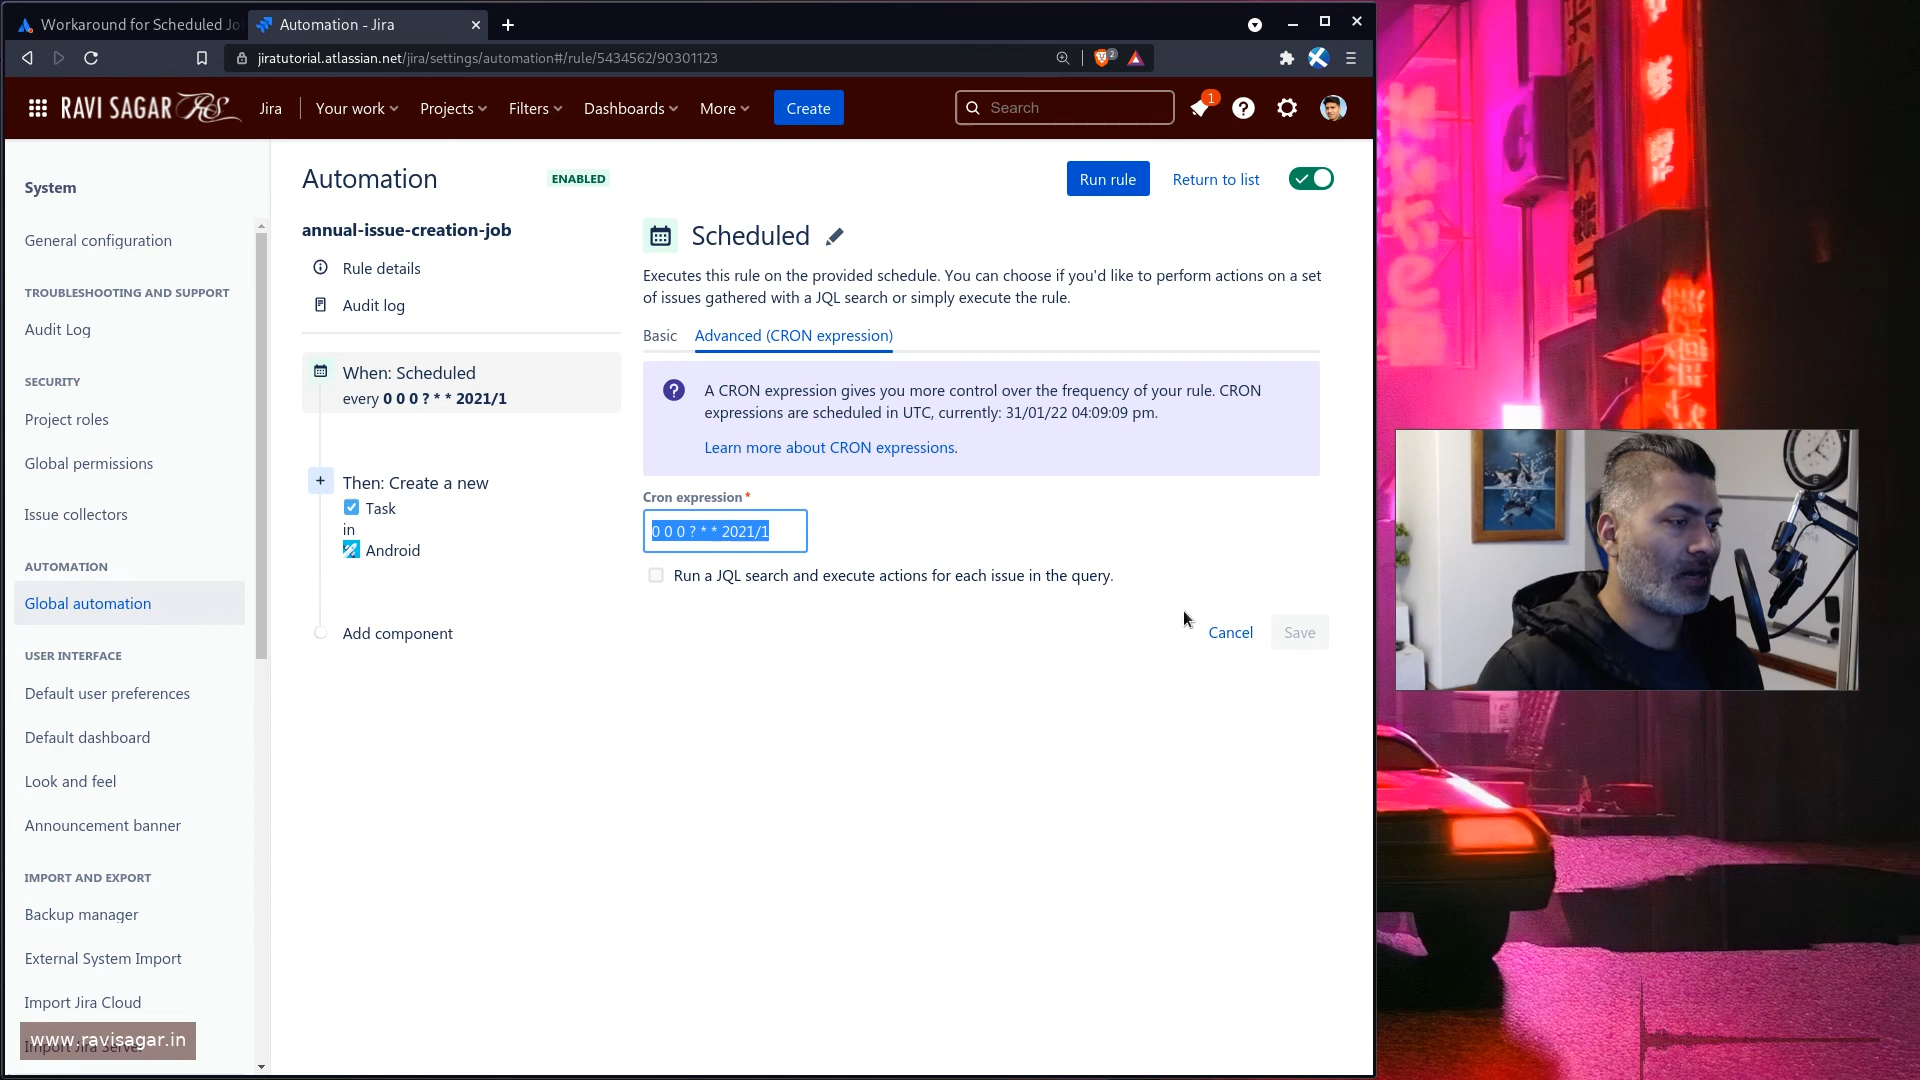 Workaround for Scheduled Jo
Automation - Jira
jiratutorial.atlassian.net/jira/settings/automation#/rule/5434562/90301123
2
RAVI SAGAR RS
Jira
Your work
Projects
Filters
Dashboards
More
Create
Search
1
System
General configuration
TROUBLESHOOTING AND SUPPORT
Audit Log
SECURITY
Project roles
Global permissions
Issue collectors
AUTOMATION
Global automation
USER INTERFACE
Default user preferences
Default dashboard
Look and feel
Announcement banner
IMPORT AND EXPORT
Backup manager
External System Import
Import Jira Cloud
Import Jira Server
www.ravisagar.in
Automation
ENABLED
Run rule
Return to list
annual-issue-creation-job
Rule details
Audit log
When: Scheduled
every 0 0 0 ? * * 2021/1
Then: Create a new
Task
in
Android
Add component
Scheduled
Executes this rule on the provided schedule. You can choose if you'd like to perform actions on a set
of issues gathered with a JQL search or simply execute the rule.
Basic
Advanced (CRON expression)
A CRON expression gives you more control over the frequency of your rule. CRON
expressions are scheduled in UTC, currently: 31/01/22 04:09:09 pm.
Learn more about CRON expressions.
Cron expression*
0 0 0 ? * * 2021/1
Run a JQL search and execute actions for each issue in the query.
Cancel
Save